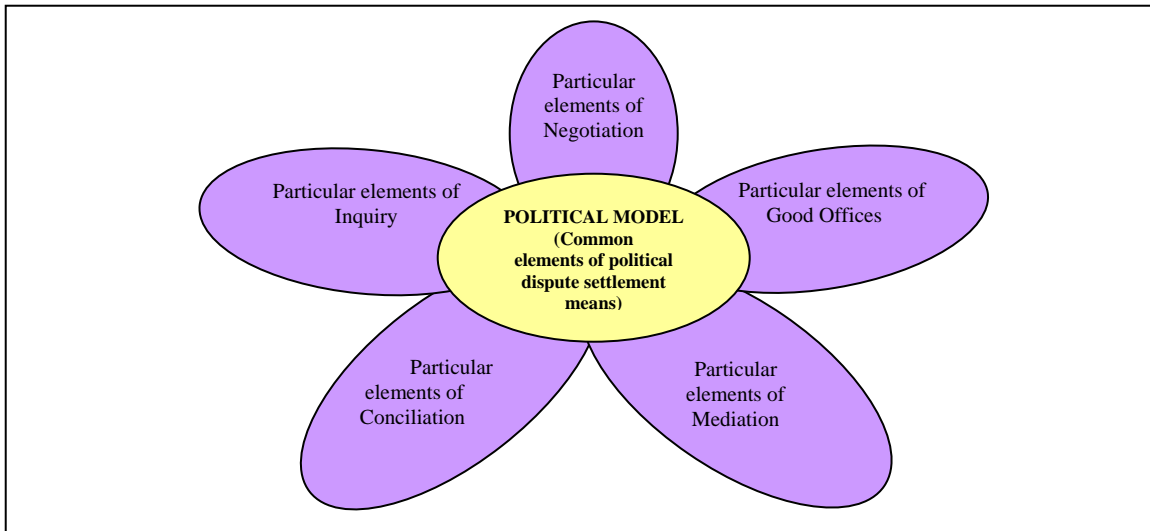 Particular
elements of
Negotiation
Particular elements of
Inquiry
Particular elements of
Good Offices
POLITICAL MODEL
(Common
elements of political
dispute settlement
means)
Particular
elements of
Conciliation
Particular
elements of
Mediation